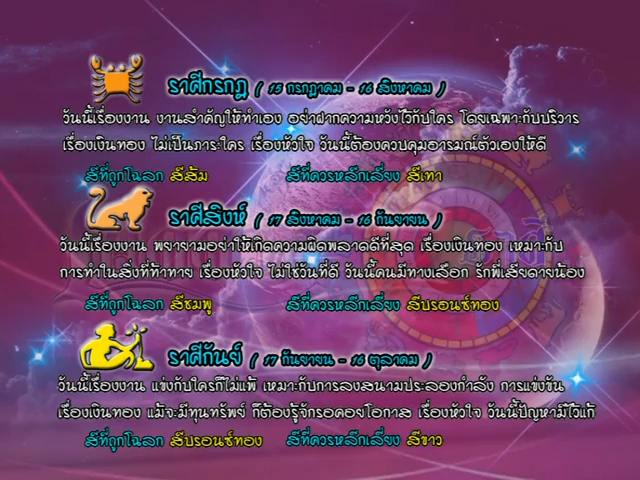 ราศีกรกฎ ( 15 กรกฎาคม - 16 สิงหาคม )
วันนี้เรื่องงาน งานสำคัญให้ทำเอง อย่าฝากความหวังไว้กับใคร โดยเฉพาะกับบริวาร
เรื่องเงินทอง ไม่เป็นภาระใคร เรื่องหัวใจ วันนี้ต้องควบคุมอารมณ์ตัวเองให้ดี
สีที่ถูกโฉลก สีส้ม สีที่ควรหลีกเลี่ยง สีเทา
ราศีสิงห์ ( 17 สิงหาคม - 16 กันยายน )
วันนี้เรื่องงาน พยายามอย่าให้เกิดความผิดพลาดดีที่สุด เรื่องเงินทอง เหมาะกับ
การทำในสิ่งที่ท้าทาย เรื่องหัวใจ ไม่ใช่วันที่ดี วันนี้คนมีทางเลือก รักพี่เสียดายน้อง
สีที่ถูกโฉลก สีชมพู สีที่ควรหลีกเลี่ยง สีบรอนซ์ทอง
ราศีกันย์ ( 17 กันยายน - 16 ตุลาคม )
วันนี้เรื่องงาน แข่งกับใครก็ไม่แพ้ เหมาะกับการลงสนามประลองกำลัง การแข่งขัน
เรื่องเงินทอง แม้จะมีทุนทรัพย์ ก็ต้องรู้จักรอคอยโอกาส เรื่องหัวใจ วันนี้ปัญหามีไว้แก้
สีที่ถูกโฉลก สีบรอนซ์ทอง สีที่ควรหลีกเลี่ยง สีขาว